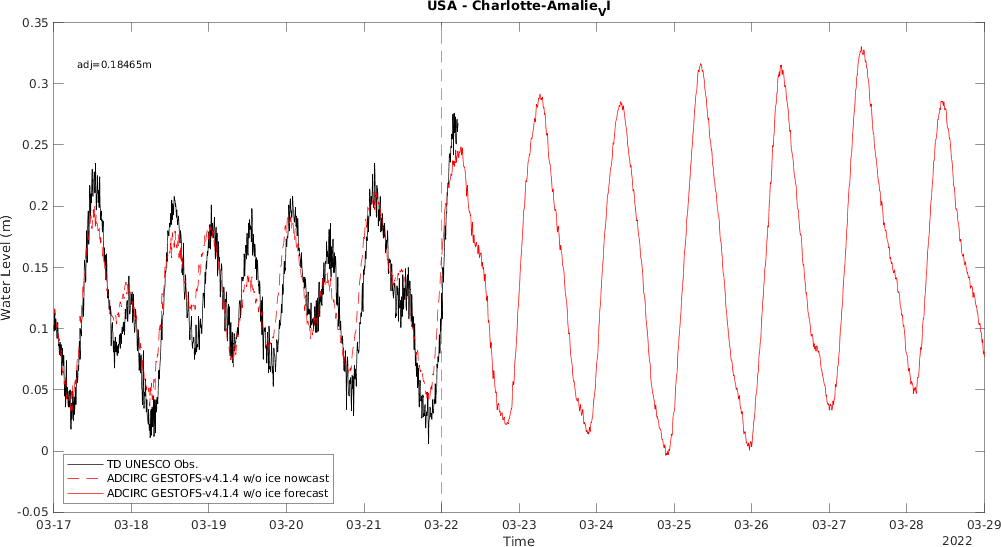 USA - Charlotte-Amalie_VI
adj=0.18465m
0.35
0.3
0.25
0.2
0.15
0.1
0.05
0
-0.05
Water Level (m)
TD UNESCO Obs.
ADCIRC GESTOFS-v4.1.4 w/o ice nowcast
ADCIRC GESTOFS-v4.1.4 w/o ice forecast
03-17 03-18 03-19 03-20 03-21 03-22 03-23 03-24 03-25 03-26 03-27 03-28 03-29
Time
2022